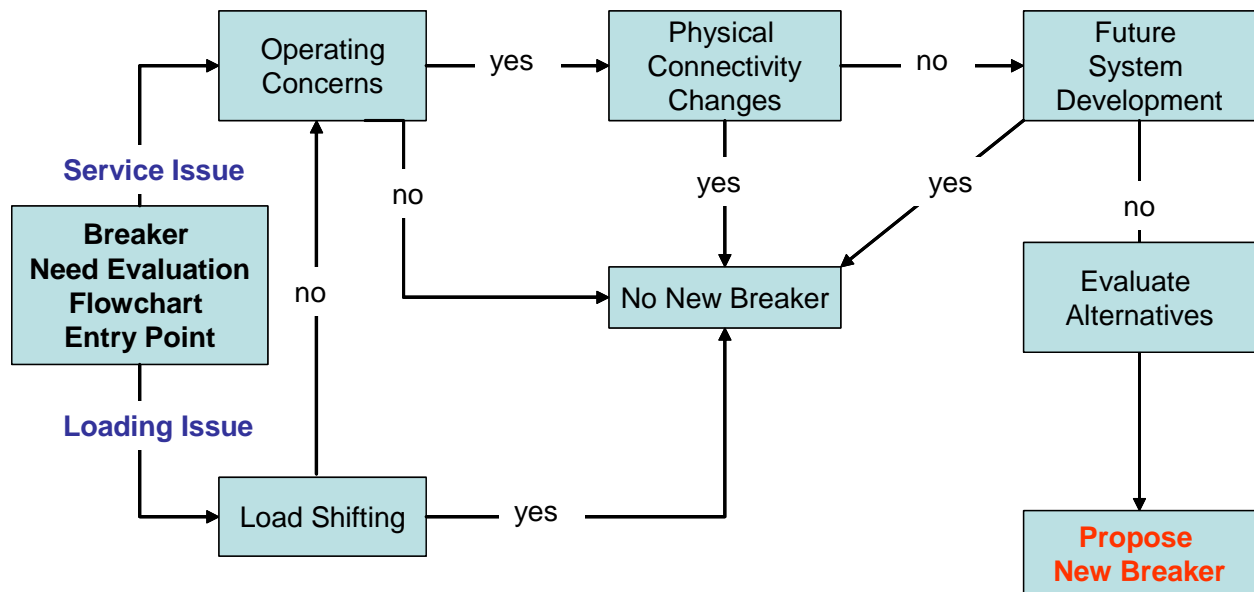 Operating
Concerns
yes
Physical
Connectivity
Changes
no
Future
System
Development
Service Issue
no
yes
yes
no
Breaker
Need Evaluation
Flowchart
Entry Point
no
No New Breaker
Evaluate
Alternatives
Loading Issue
Load Shifting
yes
Propose
New Breaker